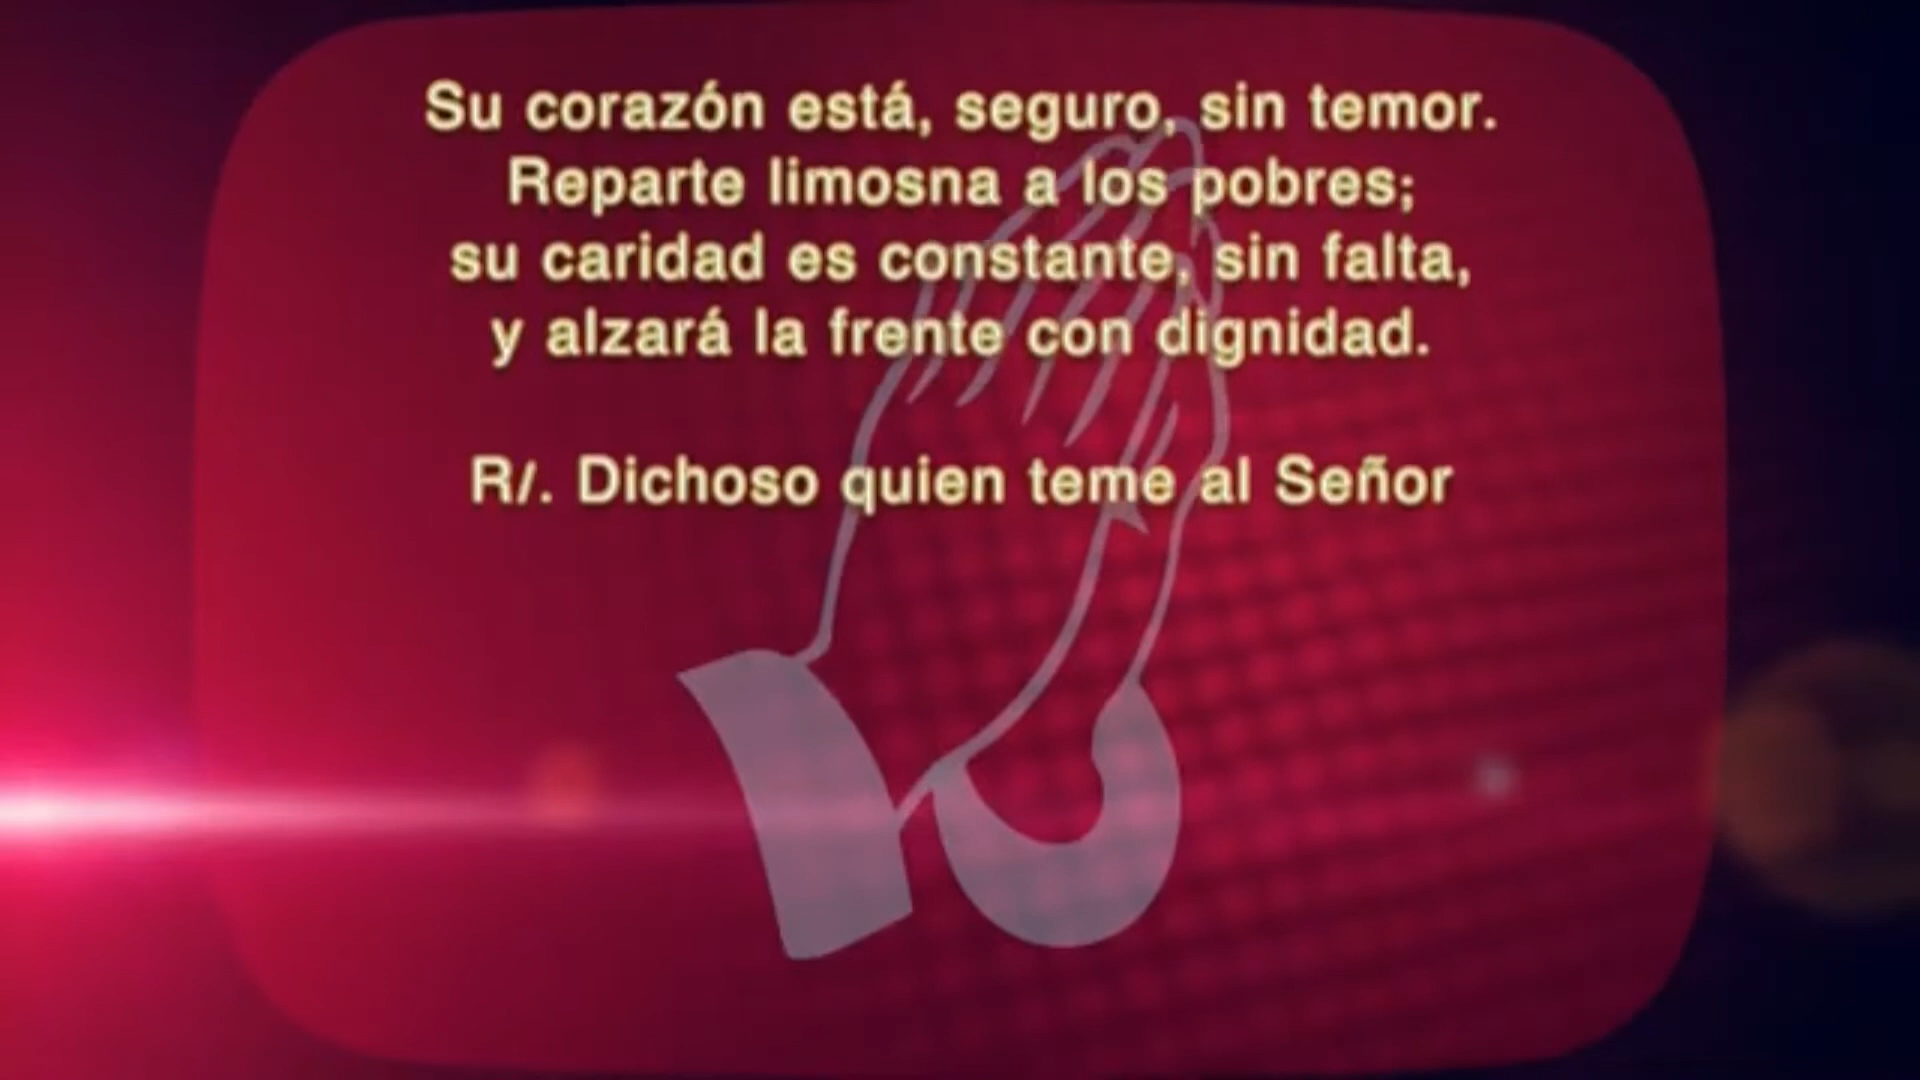 Su corazón está, seguro, sin temor.
Reparte limosna a los pobres;
su caridad es constante, sin falta,
y alzará la frente con dignidad.
R/. Dichoso quien teme al Señor